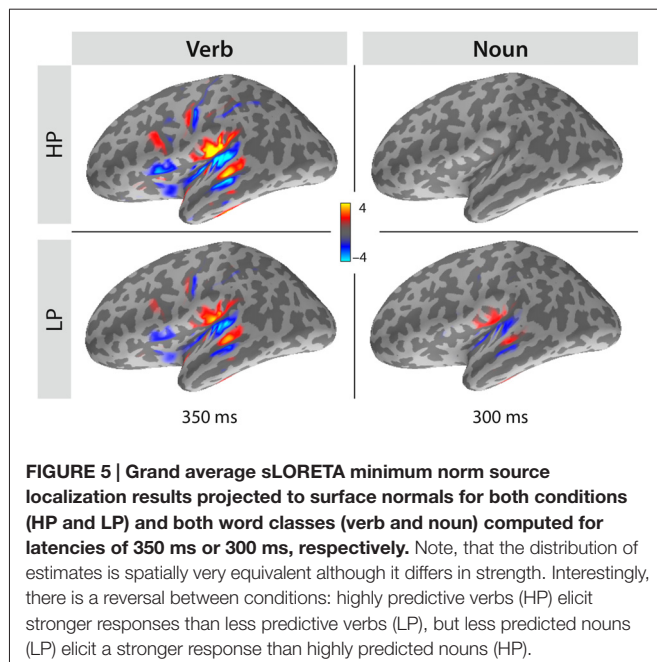 Verb
Noun
HP
4
-4
LP
350 ms
300 ms
FIGURE 5 | Grand average sLORETA minimum norm source
localization results projected to surface normals for both conditions
(HP and LP) and both word classes (verb and noun) computed for
latencies of 350 ms or 300 ms, respectively. Note, that the distribution of
estimates is spatially very equivalent although it differs in strength. Interestingly,
there is a reversal between conditions: highly predictive verbs (HP) elicit
stronger responses than less predictive verbs (LP), but less predicted nouns
(LP) elicit a stronger response than highly predicted nouns (HP).